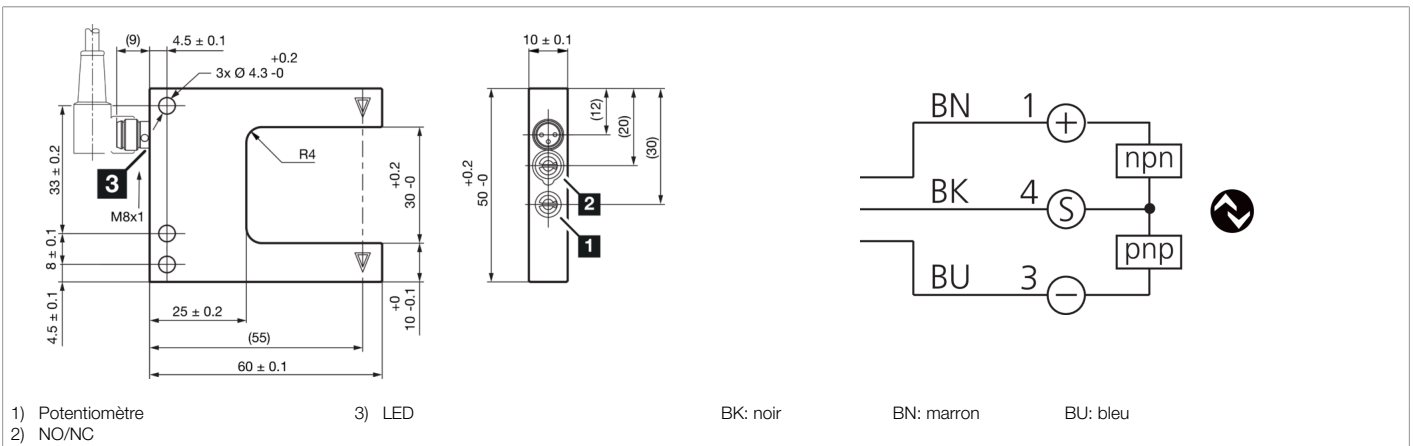 (9)
4.5 ± 0.1
+0.2
3x Ø 4.3 -0
33 ± 0.2
3
M8x1
R4
+0.2
30 -0
8 ± 0.1
4.5 ± 0.1
25 ± 0.2
+0
10 -0.1
(55)
60 ± 0.1
10 ± 0.1
(12)
(20)
(30)
+0.2
50 -0
2
1
BN 1 +
npn
BK 4 S
pnp
BU 3 −
1) Potentiomètre 3) LED BK: noir BN: marron BU: bleu
2) NO/NC